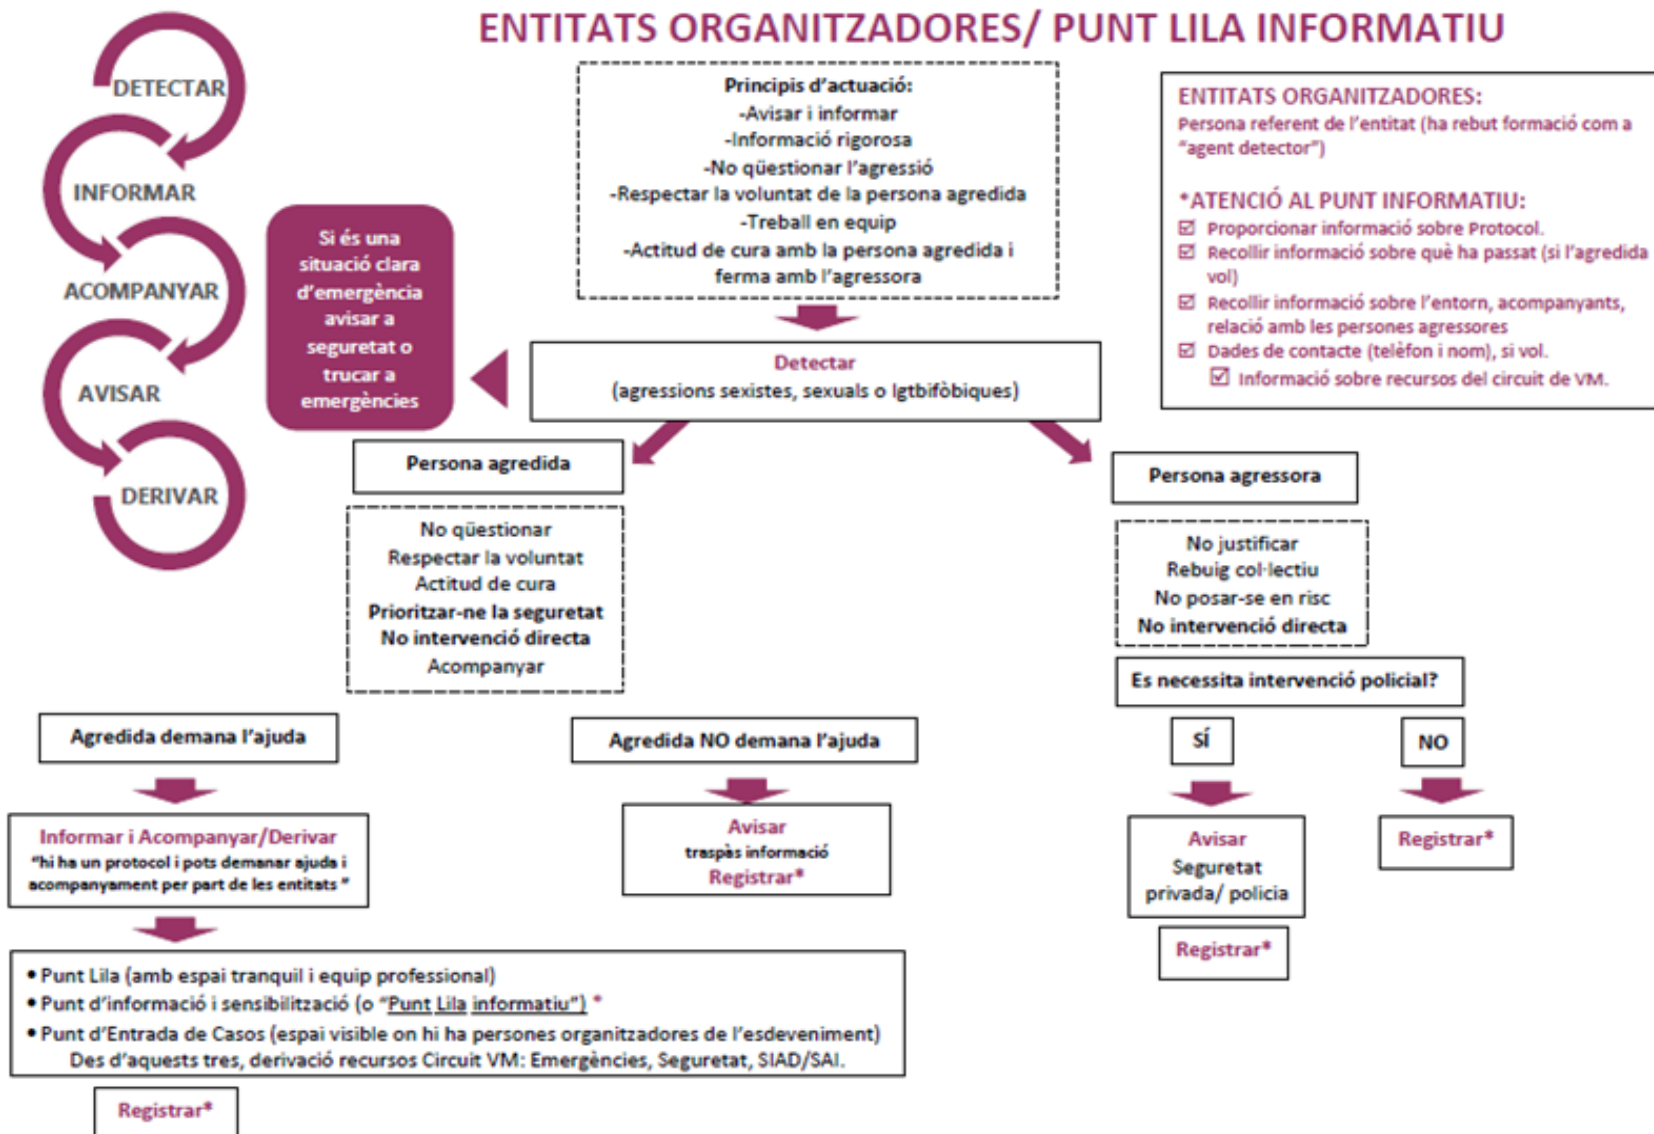 ENTITATS ORGANITZADORES/ PUNT LILA INFORMATIU
DETECTAR
INFORMAR
ACOMPANYAR
AVISAR
DERIVAR
Principis d'actuació:
-Avisar i informar
-Informació rigorosa
-No qüestionar l'agressió
-Respectar la voluntat de la persona agredida
-Treball en equip
-Actitud de cura amb la persona agredida i
ferma amb l'agressora
ENTITATS ORGANITZADORES:
Persona referent de l'entitat (ha rebut formació com a
"agent detector")
*ATENCIÓ AL PUNT INFORMATIU:
☑ Proporcionar informació sobre Protocol.
☑ Recollir informació sobre què ha passat (si l'agredida
vol)
☑ Recollir informació sobre l'entorn, acompanyants,
relació amb les persones agressores
☑ Dades de contacte (telèfon i nom), si vol.
☑ Informació sobre recursos del circuit de VM.
Si és una
situació clara
d'emergència
avisar a
seguretat o
trucar a
emergències
Detectar
(agressions sexistes, sexuals o lgtbifòbiques)
Persona agredida
No qüestionar
Respectar la voluntat
Actitud de cura
Prioritzar-ne la seguretat
No intervenció directa
Acompanyar
Persona agressora
No justificar
Rebuig col·lectiu
No posar-se en risc
No intervenció directa
Es necessita intervenció policial?
SÍ
NO
Avisar
Seguretat
privada/ policia
Registrar*
Registrar*
Agredida demana l'ajuda
Agredida NO demana l'ajuda
Informar i Acompanyar/Derivar
"hi ha un protocol i pots demanar ajuda i
acompanyament per part de les entitats "
Avisar
traspàs informació
Registrar*
• Punt Lila (amb espai tranquil i equip professional)
• Punt d'informació i sensibilització (o "Punt Lila informatiu") *
• Punt d'Entrada de Casos (espai visible on hi ha persones organitzadores de l'esdeveniment)
Des d'aquests tres, derivació recursos Circuit VM: Emergències, Seguretat, SIAD/SAI.
Registrar*